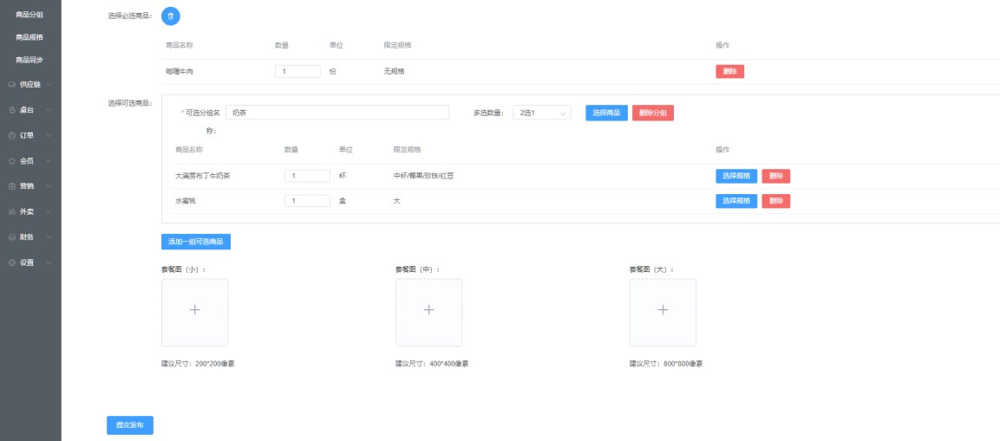 商品分组
商品规格
商品同步
供应链
桌台
订单
会员
营销
外卖
财务
设置
选择必选商品：
商品名称 数量 单位 限定规格 操作
咖喱牛肉 1 份 无规格 删除
选择可选商品：
*可选分组名称： 奶茶 多选数量： 2选1 选择商品 删除分组
商品名称 数量 单位 限定规格 操作
大满贯布丁牛奶茶 1 杯 中杯/椰果/珍珠/红豆 选择规格 删除
水蜜桃 1 盒 大 选择规格 删除
添加一组可选商品
套餐图（小）： 套餐图（中）： 套餐图（大）：
建议尺寸：200*200像素 建议尺寸：400*400像素 建议尺寸：800*800像素
提交发布